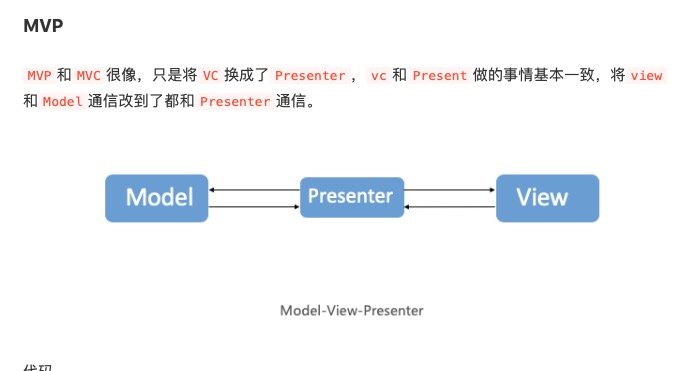 MVP
MVP 和 MVC 很像，只是将 VC 换成了 Presenter ， vc 和 Present 做的事情基本一致，将 view
和 Model 通信改到了都和 Presenter 通信。
Model
Presenter
View
Model-View-Presenter